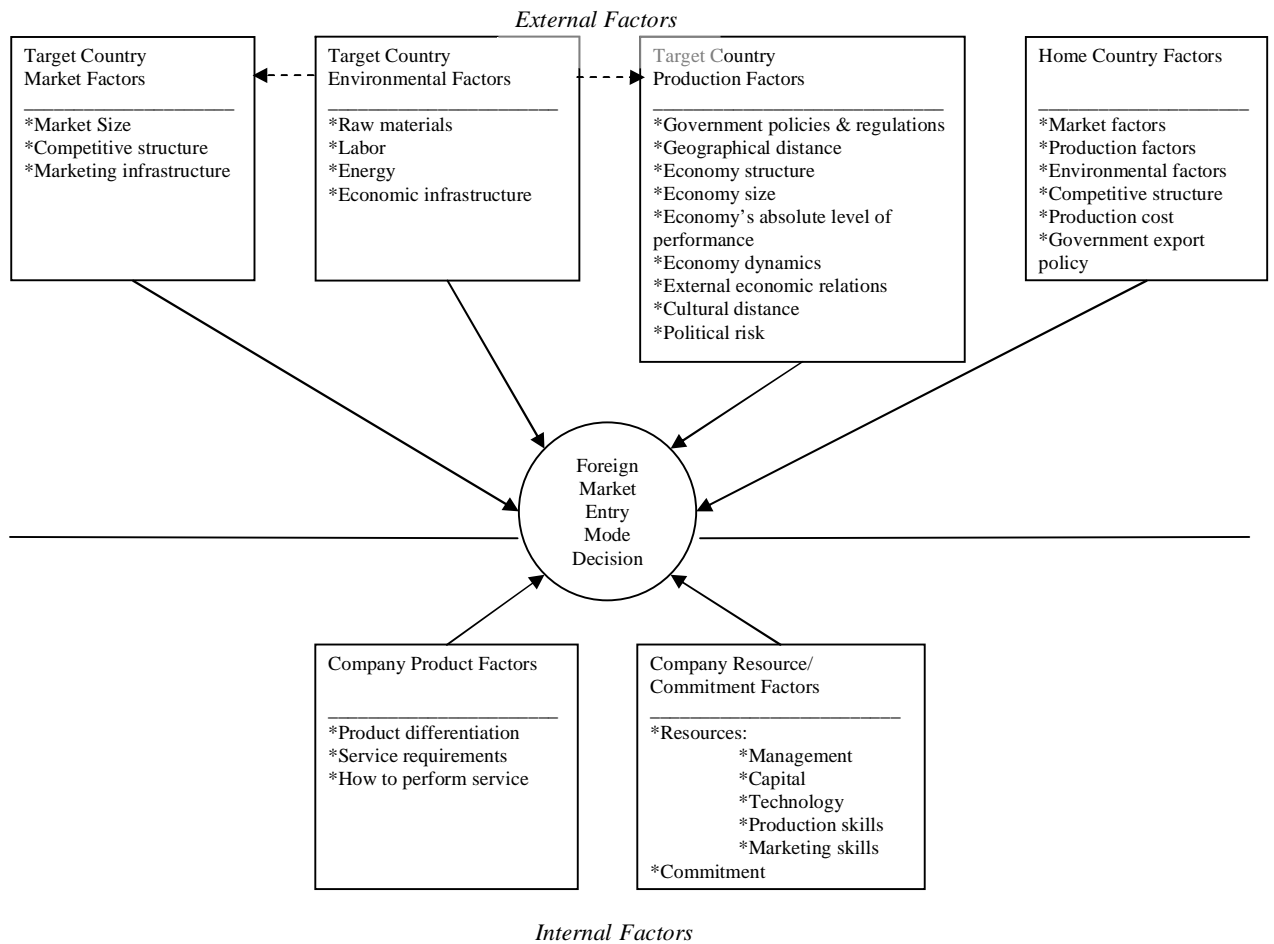 External Factors
Target Country
Market Factors
*Market Size
*Competitive structure
*Marketing infrastructure
Target Country
Environmental Factors
*Raw materials
*Labor
*Energy
*Economic infrastructure
Target Country
Production Factors
*Government policies & regulations
*Geographical distance
*Economy structure
*Economy size
*Economy’s absolute level of
performance
*Economy dynamics
*External economic relations
*Cultural distance
*Political risk
Home Country Factors
*Market factors
*Production factors
*Environmental factors
*Competitive structure
*Production cost
*Government export
policy
Foreign
Market
Entry
Mode
Decision
Company Product Factors
*Product differentiation
*Service requirements
*How to perform service
Company Resource/
Commitment Factors
*Resources:
*Management
*Capital
*Technology
*Production skills
*Marketing skills
*Commitment
Internal Factors